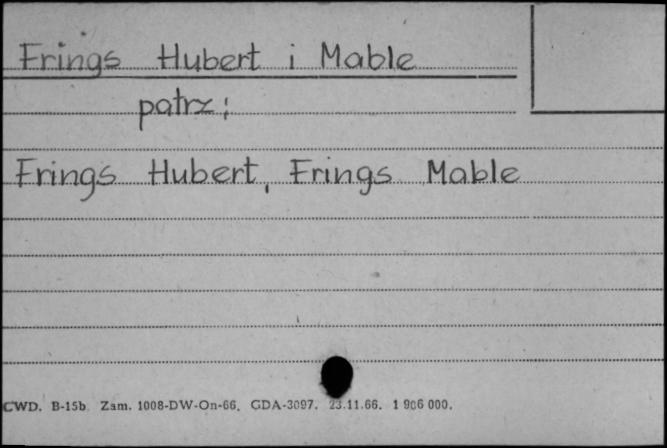 Frings Hubert i Mable
patrz;
Frings Hubert, Frings Mable
CWD. B-15b Zam. 1008-DW-On-66. GDA-3097. 23.11.66. 1 906 000.